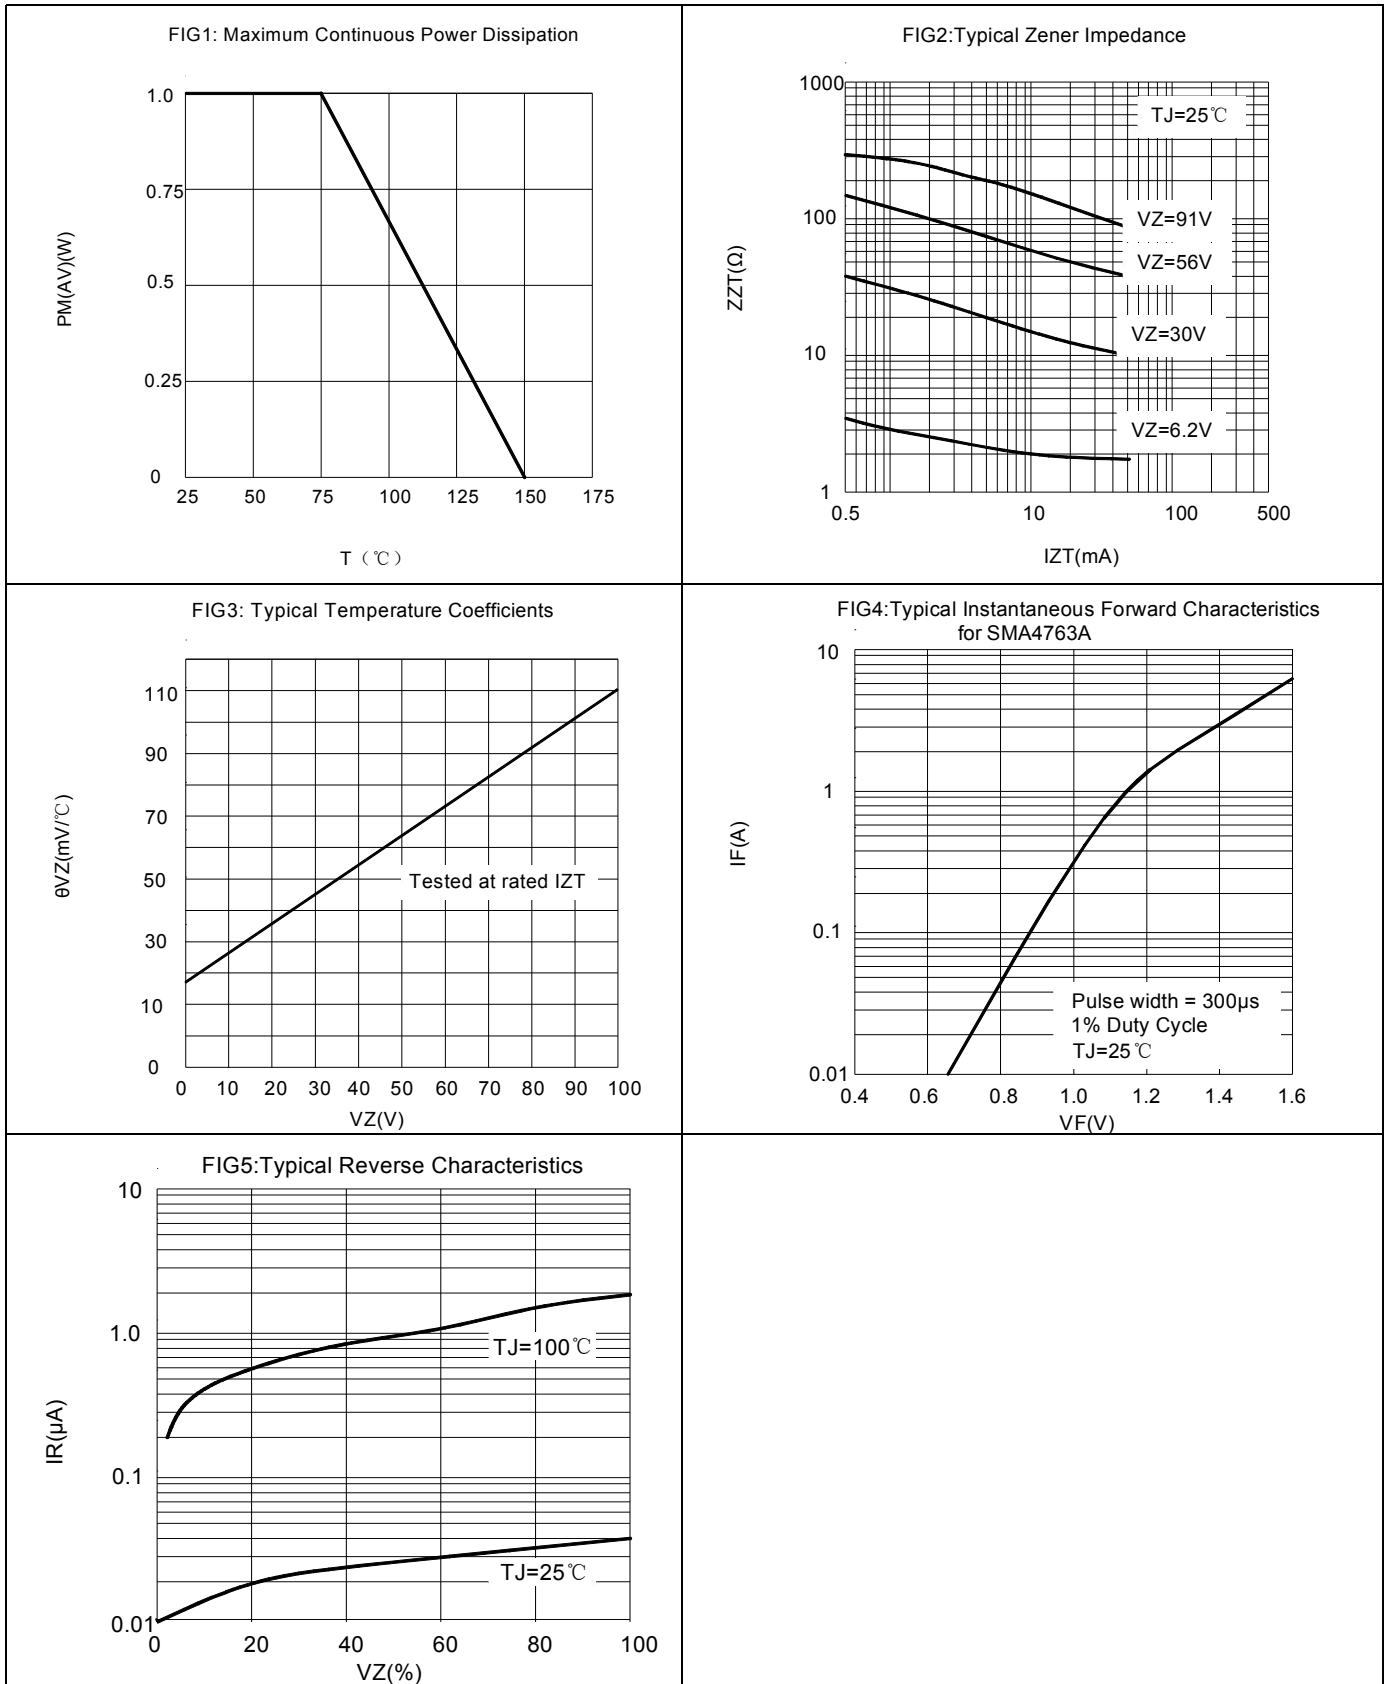 FIG1: Maximum Continuous Power Dissipation
1.0
0.75
0.5
0.25
0
25 50 75 100 125 150 175
PM(AV)(W)
T（℃）
FIG2:Typical Zener Impedance
1000
100
10
1
TJ=25℃
VZ=91V
VZ=56V
VZ=30V
VZ=6.2V
0.5 10 100 500
ZZT(Ω)
IZT(mA)
FIG3: Typical Temperature Coefficients
110
90
70
50
30
10
0
Tested at rated IZT
0 10 20 30 40 50 60 70 80 90 100
θVZ(mV/℃)
VZ(V)
FIG4:Typical Instantaneous Forward Characteristics
for SMA4763A
10
1
0.1
0.01
Pulse width = 300μs
1% Duty Cycle
TJ=25℃
0.4 0.6 0.8 1.0 1.2 1.4 1.6
IF(A)
VF(V)
FIG5:Typical Reverse Characteristics
10
1.0
0.1
0.01
TJ=100℃
TJ=25℃
0 20 40 60 80 100
IR(μA)
VZ(%)